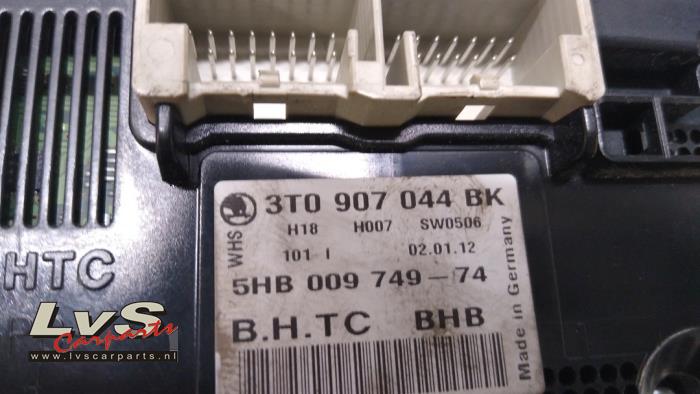 3T0 907 044 BK
H18 H007 SW0506
WHS
101 I 02.01.12
5HB 009 749-74
B.H.TC BHB
Made in Germany
HTC
LvS
Carparts
www.lvscarparts.nl